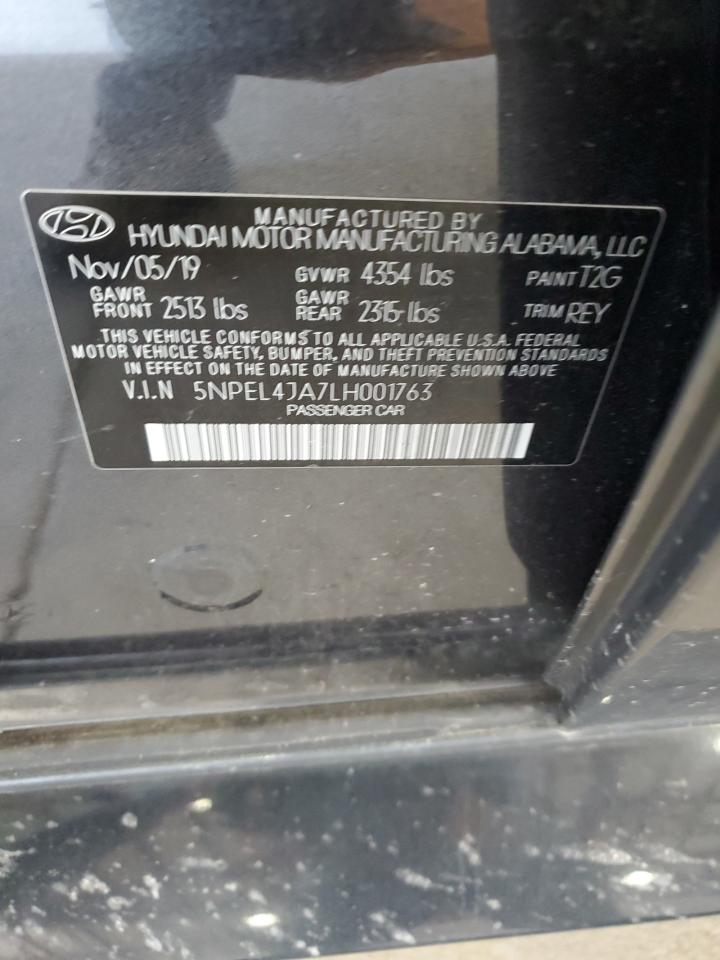 MANUFACTURED BY
HYUNDAI MOTOR MANUFACTURING ALABAMA, LLC
Nov/05/19 GVWR 4354 lbs PAINT T2G
GAWR FRONT 2513 lbs GAWR REAR 2315 lbs TRIM REY
THIS VEHICLE CONFORMS TO ALL APPLICABLE U.S.A. FEDERAL
MOTOR VEHICLE SAFETY, BUMPER, AND THEFT PREVENTION STANDARDS
IN EFFECT ON THE DATE OF MANUFACTURE SHOWN ABOVE.
V.I.N 5NPEL4JA7LH001763
PASSENGER CAR